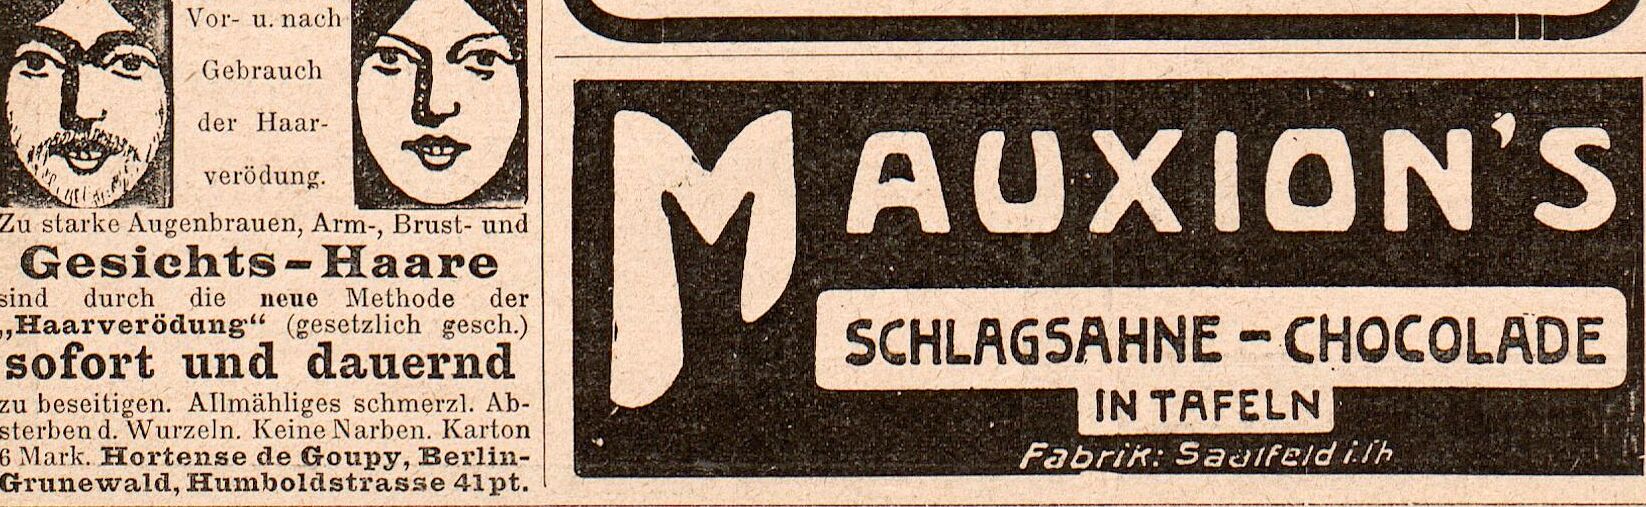 Vor- u. nach
Gebrauch
der Haar-
verödung.
Zu starke Augenbrauen, Arm-, Brust- und
Gesichts-Haare
sind durch die neue Methode der
„Haarverödung“ (gesetzlich gesch.)
sofort und dauernd
zu beseitigen. Allmähliges schmerzl. Ab-
sterben d. Wurzeln. Keine Narben. Karton
6 Mark. Hortense de Goupy, Berlin-
Grunewald, Humboldtstrasse 41pt.
MAUXION'S
SCHLAGSAHNE - CHOCOLADE
IN TAFELN
Fabrik: Saalfeld i.Th